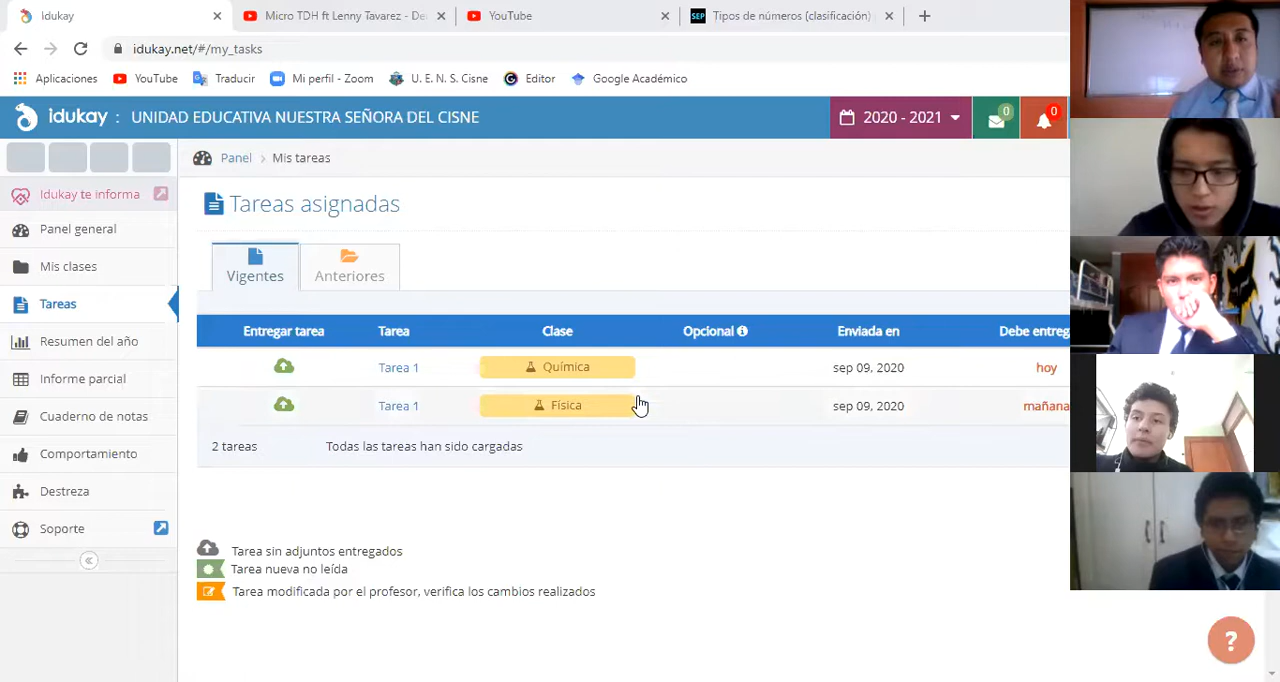 idukay
Micro TDH ft Lenny Tavarez - De
YouTube
SEP Tipos de números (clasificación)
idukay.net/#/my_tasks
Aplicaciones YouTube Traducir Mi perfil - Zoom U. E. N. S. Cisne Editor Google Académico
idukay : UNIDAD EDUCATIVA NUESTRA SEÑORA DEL CISNE
2020 - 2021
0
0
Panel > Mis tareas
Idukay te informa
Panel general
Mis clases
Tareas
Resumen del año
Informe parcial
Cuaderno de notas
Comportamiento
Destreza
Soporte
«
Tareas asignadas
Vigentes Anteriores
Entregar tarea Tarea Clase Opcional Enviada en Debe entreg
Tarea 1 Química sep 09, 2020 hoy
Tarea 1 Física sep 09, 2020 mañana
2 tareas Todas las tareas han sido cargadas
Tarea sin adjuntos entregados
Tarea nueva no leída
Tarea modificada por el profesor, verifica los cambios realizados
?